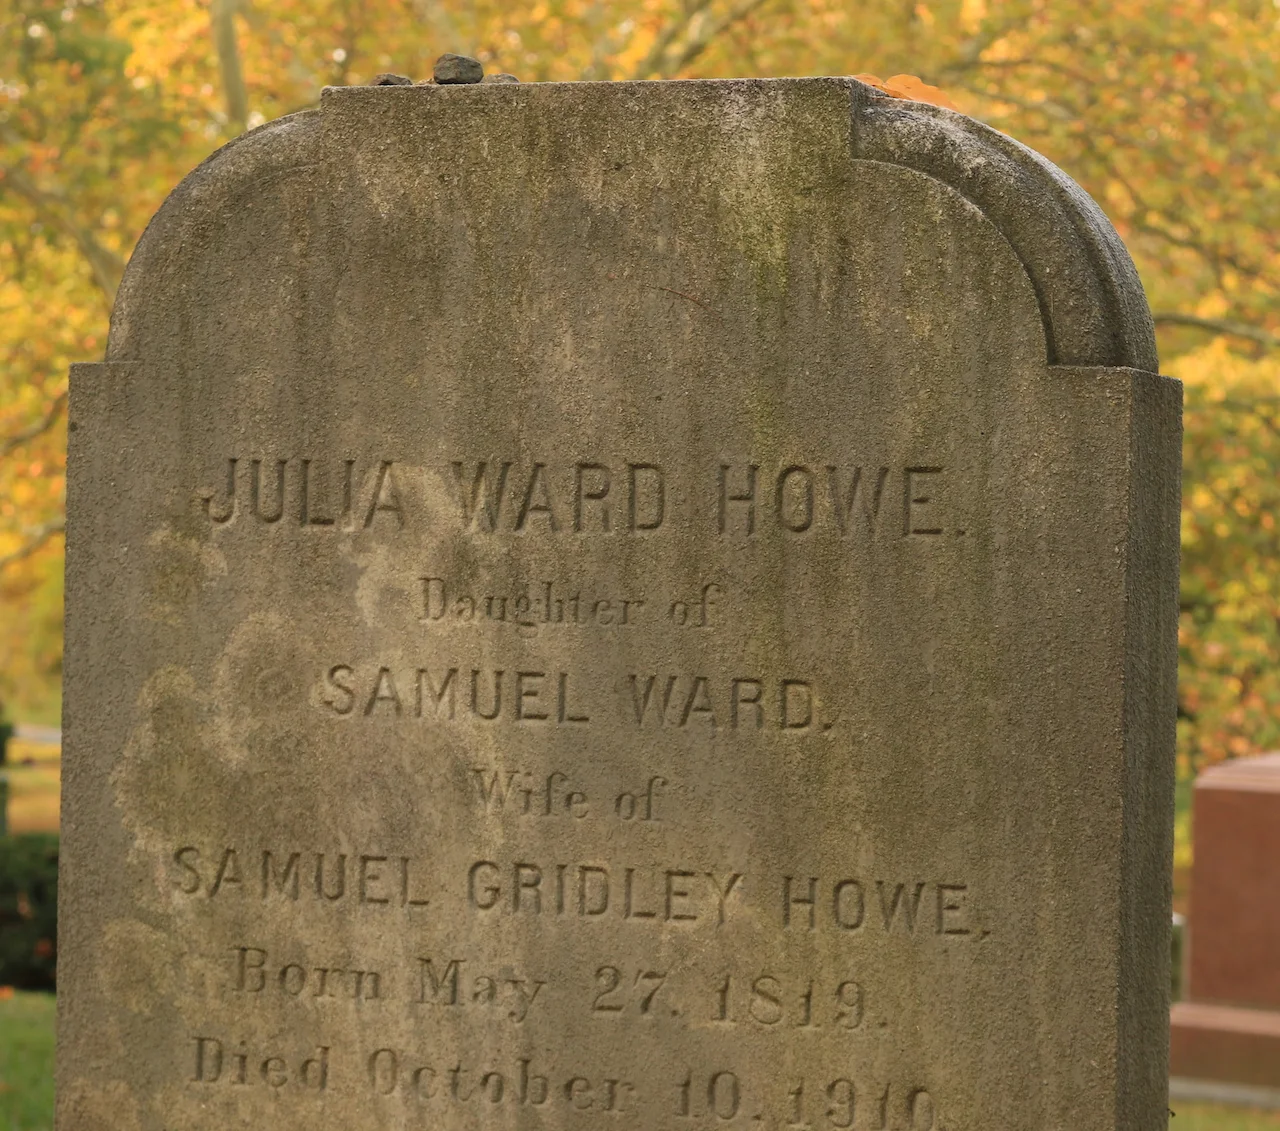 JULIA WARD HOWE.
Daughter of
SAMUEL WARD.
Wife of
SAMUEL GRIDLEY HOWE.
Born May 27. 1819.
Died October 10. 1910.